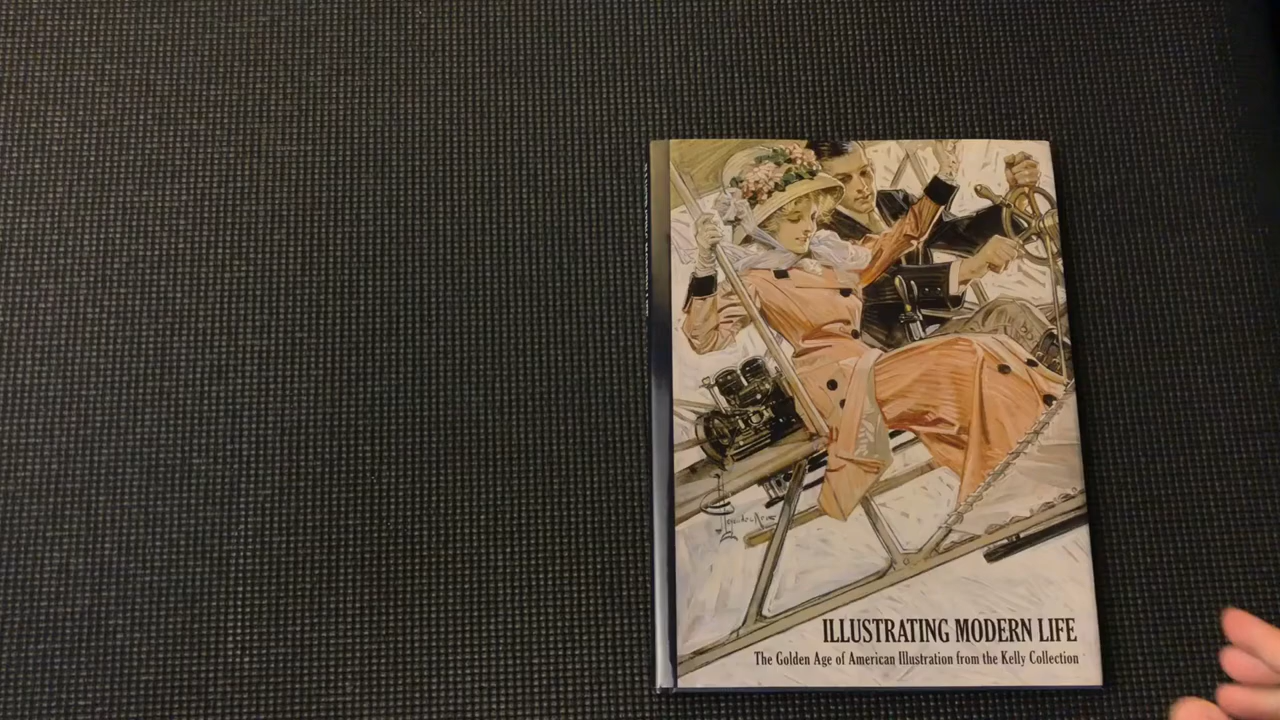 ILLUSTRATING MODERN LIFE
The Golden Age of American Illustration from the Kelly Collection